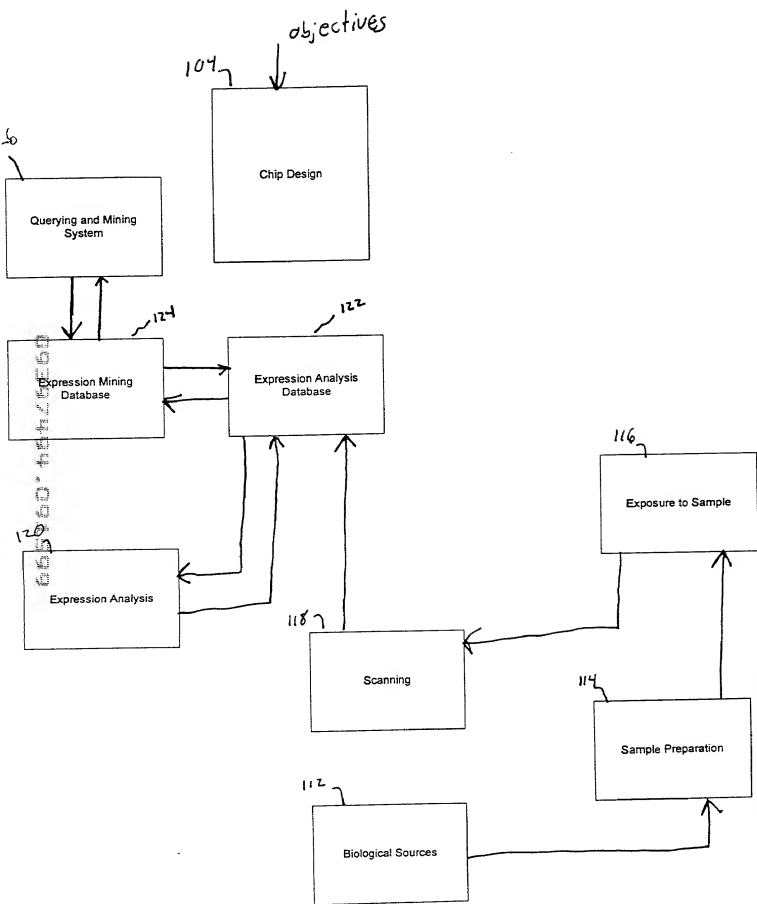 objectives
104
Chip Design
6
Querying and Mining
System
124
Expression Mining
Database
122
Expression Analysis
Database
116
Exposure to Sample
120
Expression Analysis
118
Scanning
114
Sample Preparation
112
Biological Sources